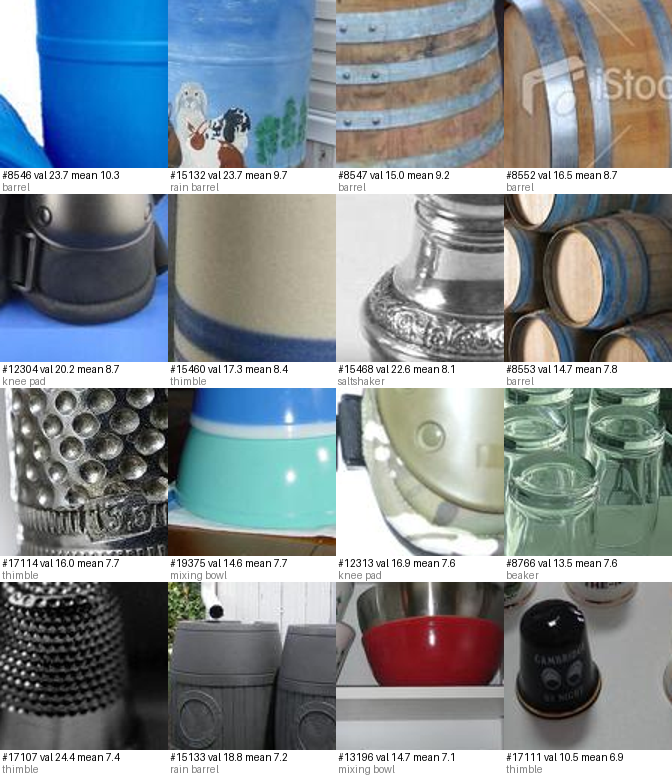 iStoc
#8546 val 23.7 mean 10.3
barrel
#15132 val 23.7 mean 9.7
rain barrel
#8547 val 15.0 mean 9.2
barrel
#8552 val 16.5 mean 8.7
barrel
#12304 val 20.2 mean 8.7
knee pad
#15460 val 17.3 mean 8.4
thimble
#15468 val 22.6 mean 8.1
saltshaker
#8553 val 14.7 mean 7.8
barrel
#17114 val 16.0 mean 7.7
thimble
#19375 val 14.6 mean 7.7
mixing bowl
#12313 val 16.9 mean 7.6
knee pad
#8766 val 13.5 mean 7.6
beaker
CAMBRIDGE
#17107 val 24.4 mean 7.4
thimble
#15133 val 18.8 mean 7.2
rain barrel
#13196 val 14.7 mean 7.1
mixing bowl
#17111 val 10.5 mean 6.9
thimble